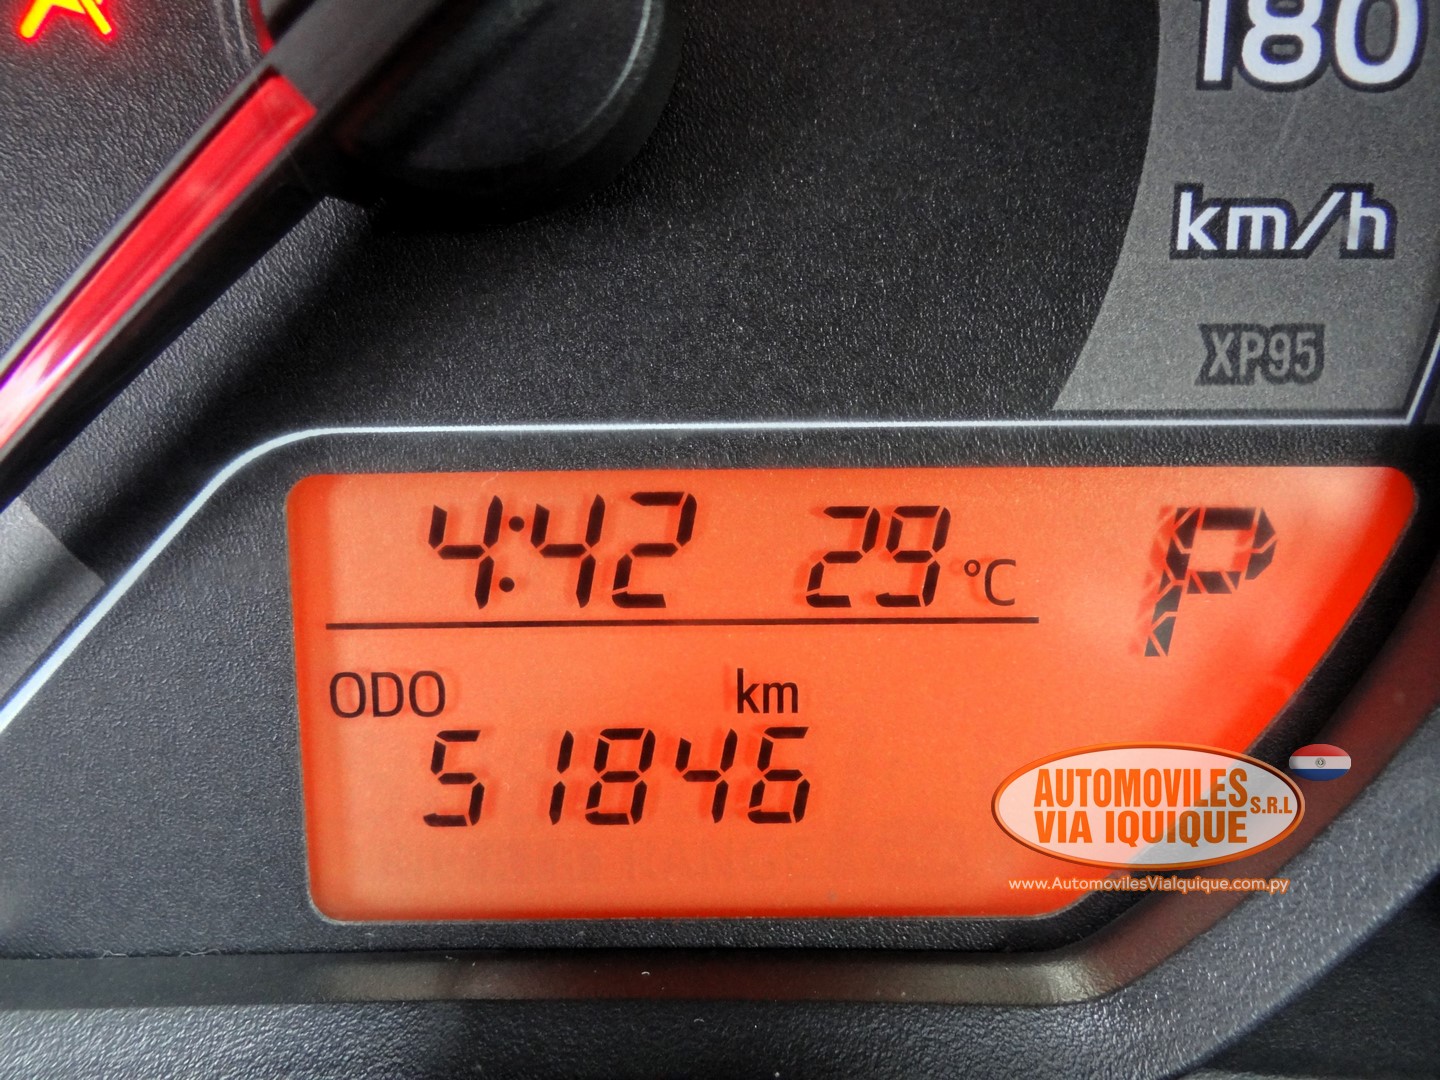 180
km/h
XP95
4:42 29 °C P
ODO km
51846
AUTOMOVILES
VIA IQUIQUE S.R.L
www.AutomovilesViaIquique.com.py